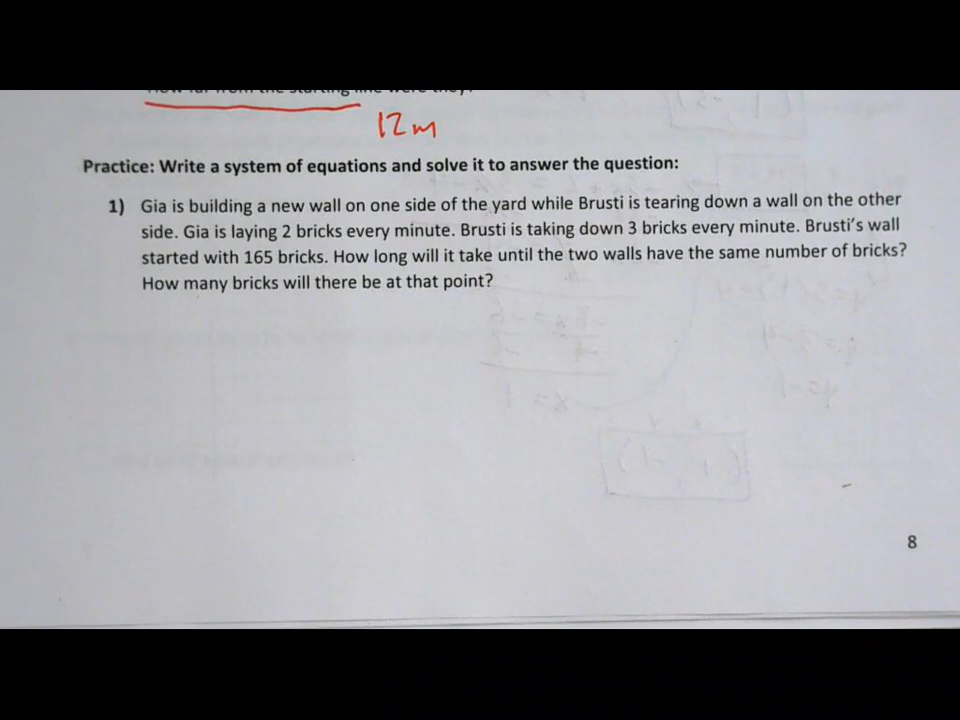 12m
Practice: Write a system of equations and solve it to answer the question:
1) Gia is building a new wall on one side of the yard while Brusti is tearing down a wall on the other
side. Gia is laying 2 bricks every minute. Brusti is taking down 3 bricks every minute. Brusti's wall
started with 165 bricks. How long will it take until the two walls have the same number of bricks?
How many bricks will there be at that point?
8